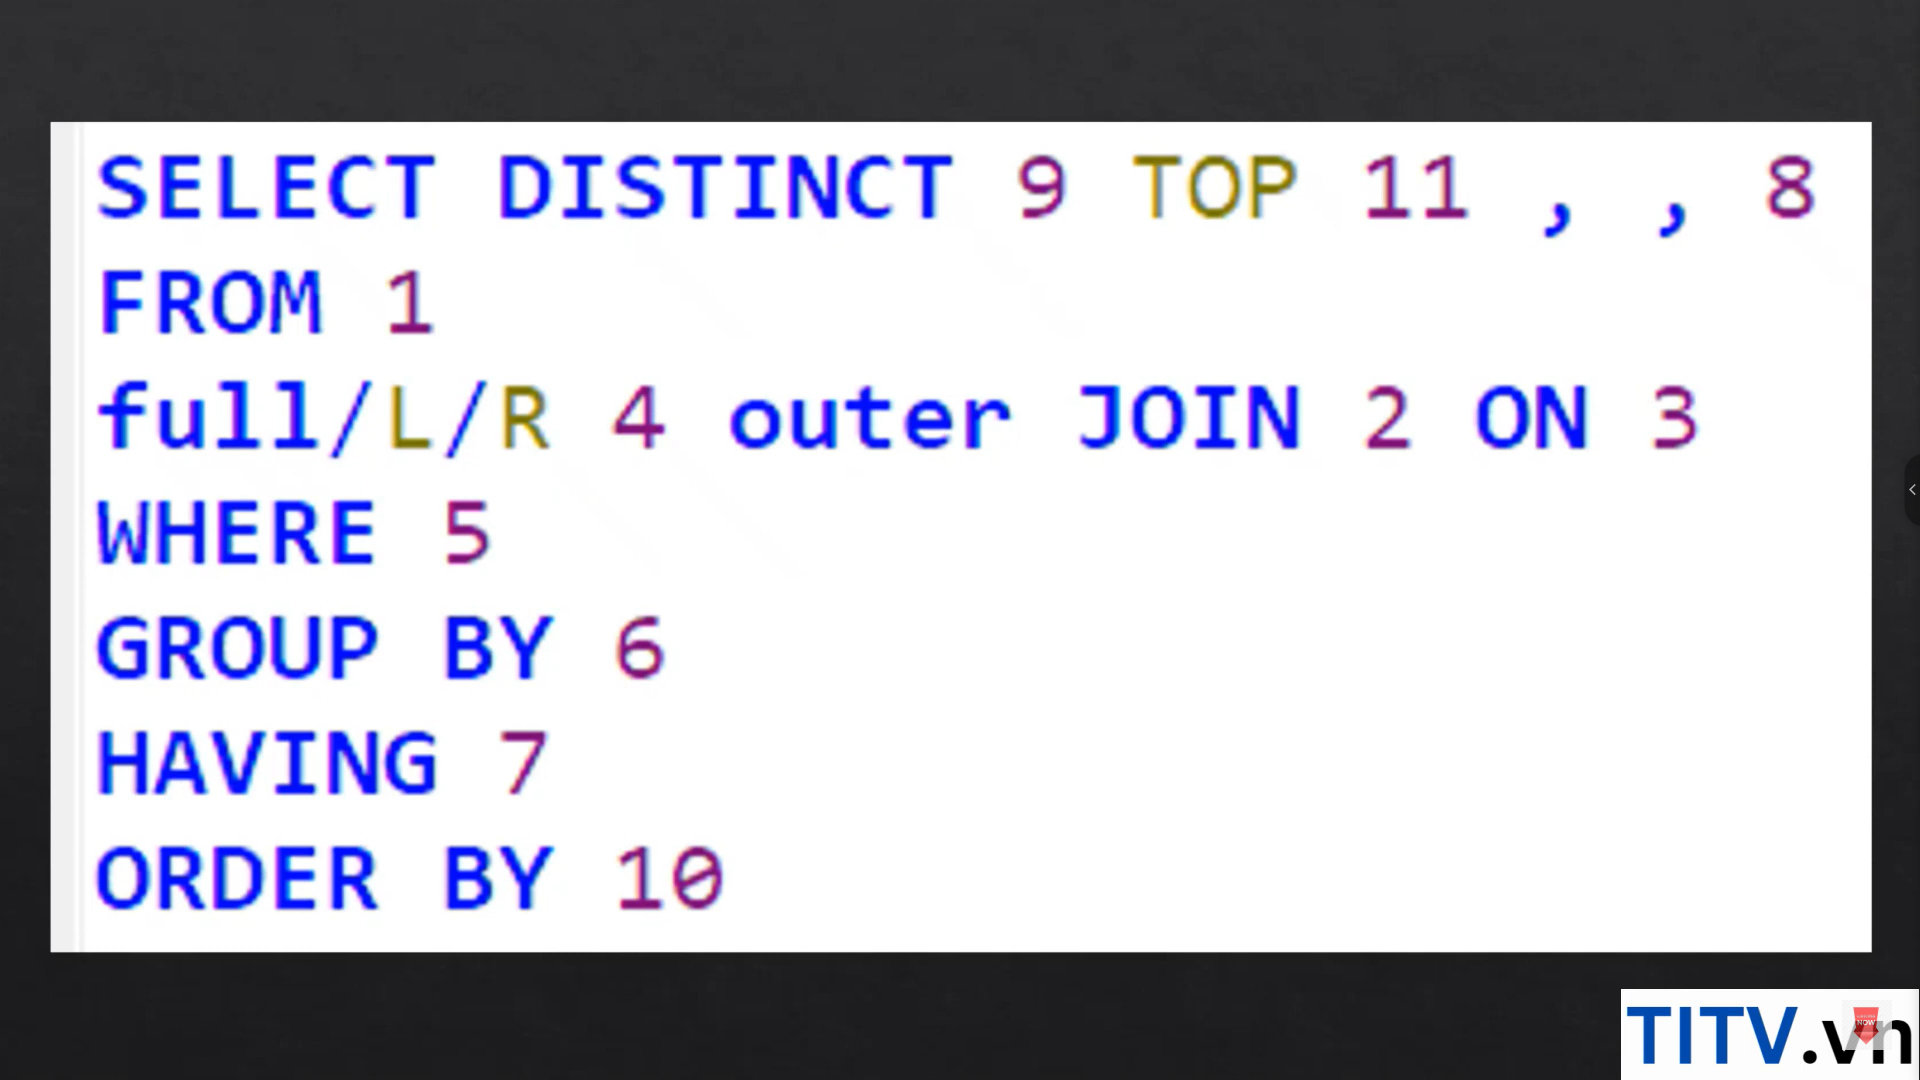 SELECT DISTINCT 9 TOP 11 , , 8
FROM 1
full/L/R 4 outer JOIN 2 ON 3
WHERE 5
GROUP BY 6
HAVING 7
ORDER BY 10
TITV.vn
NOW